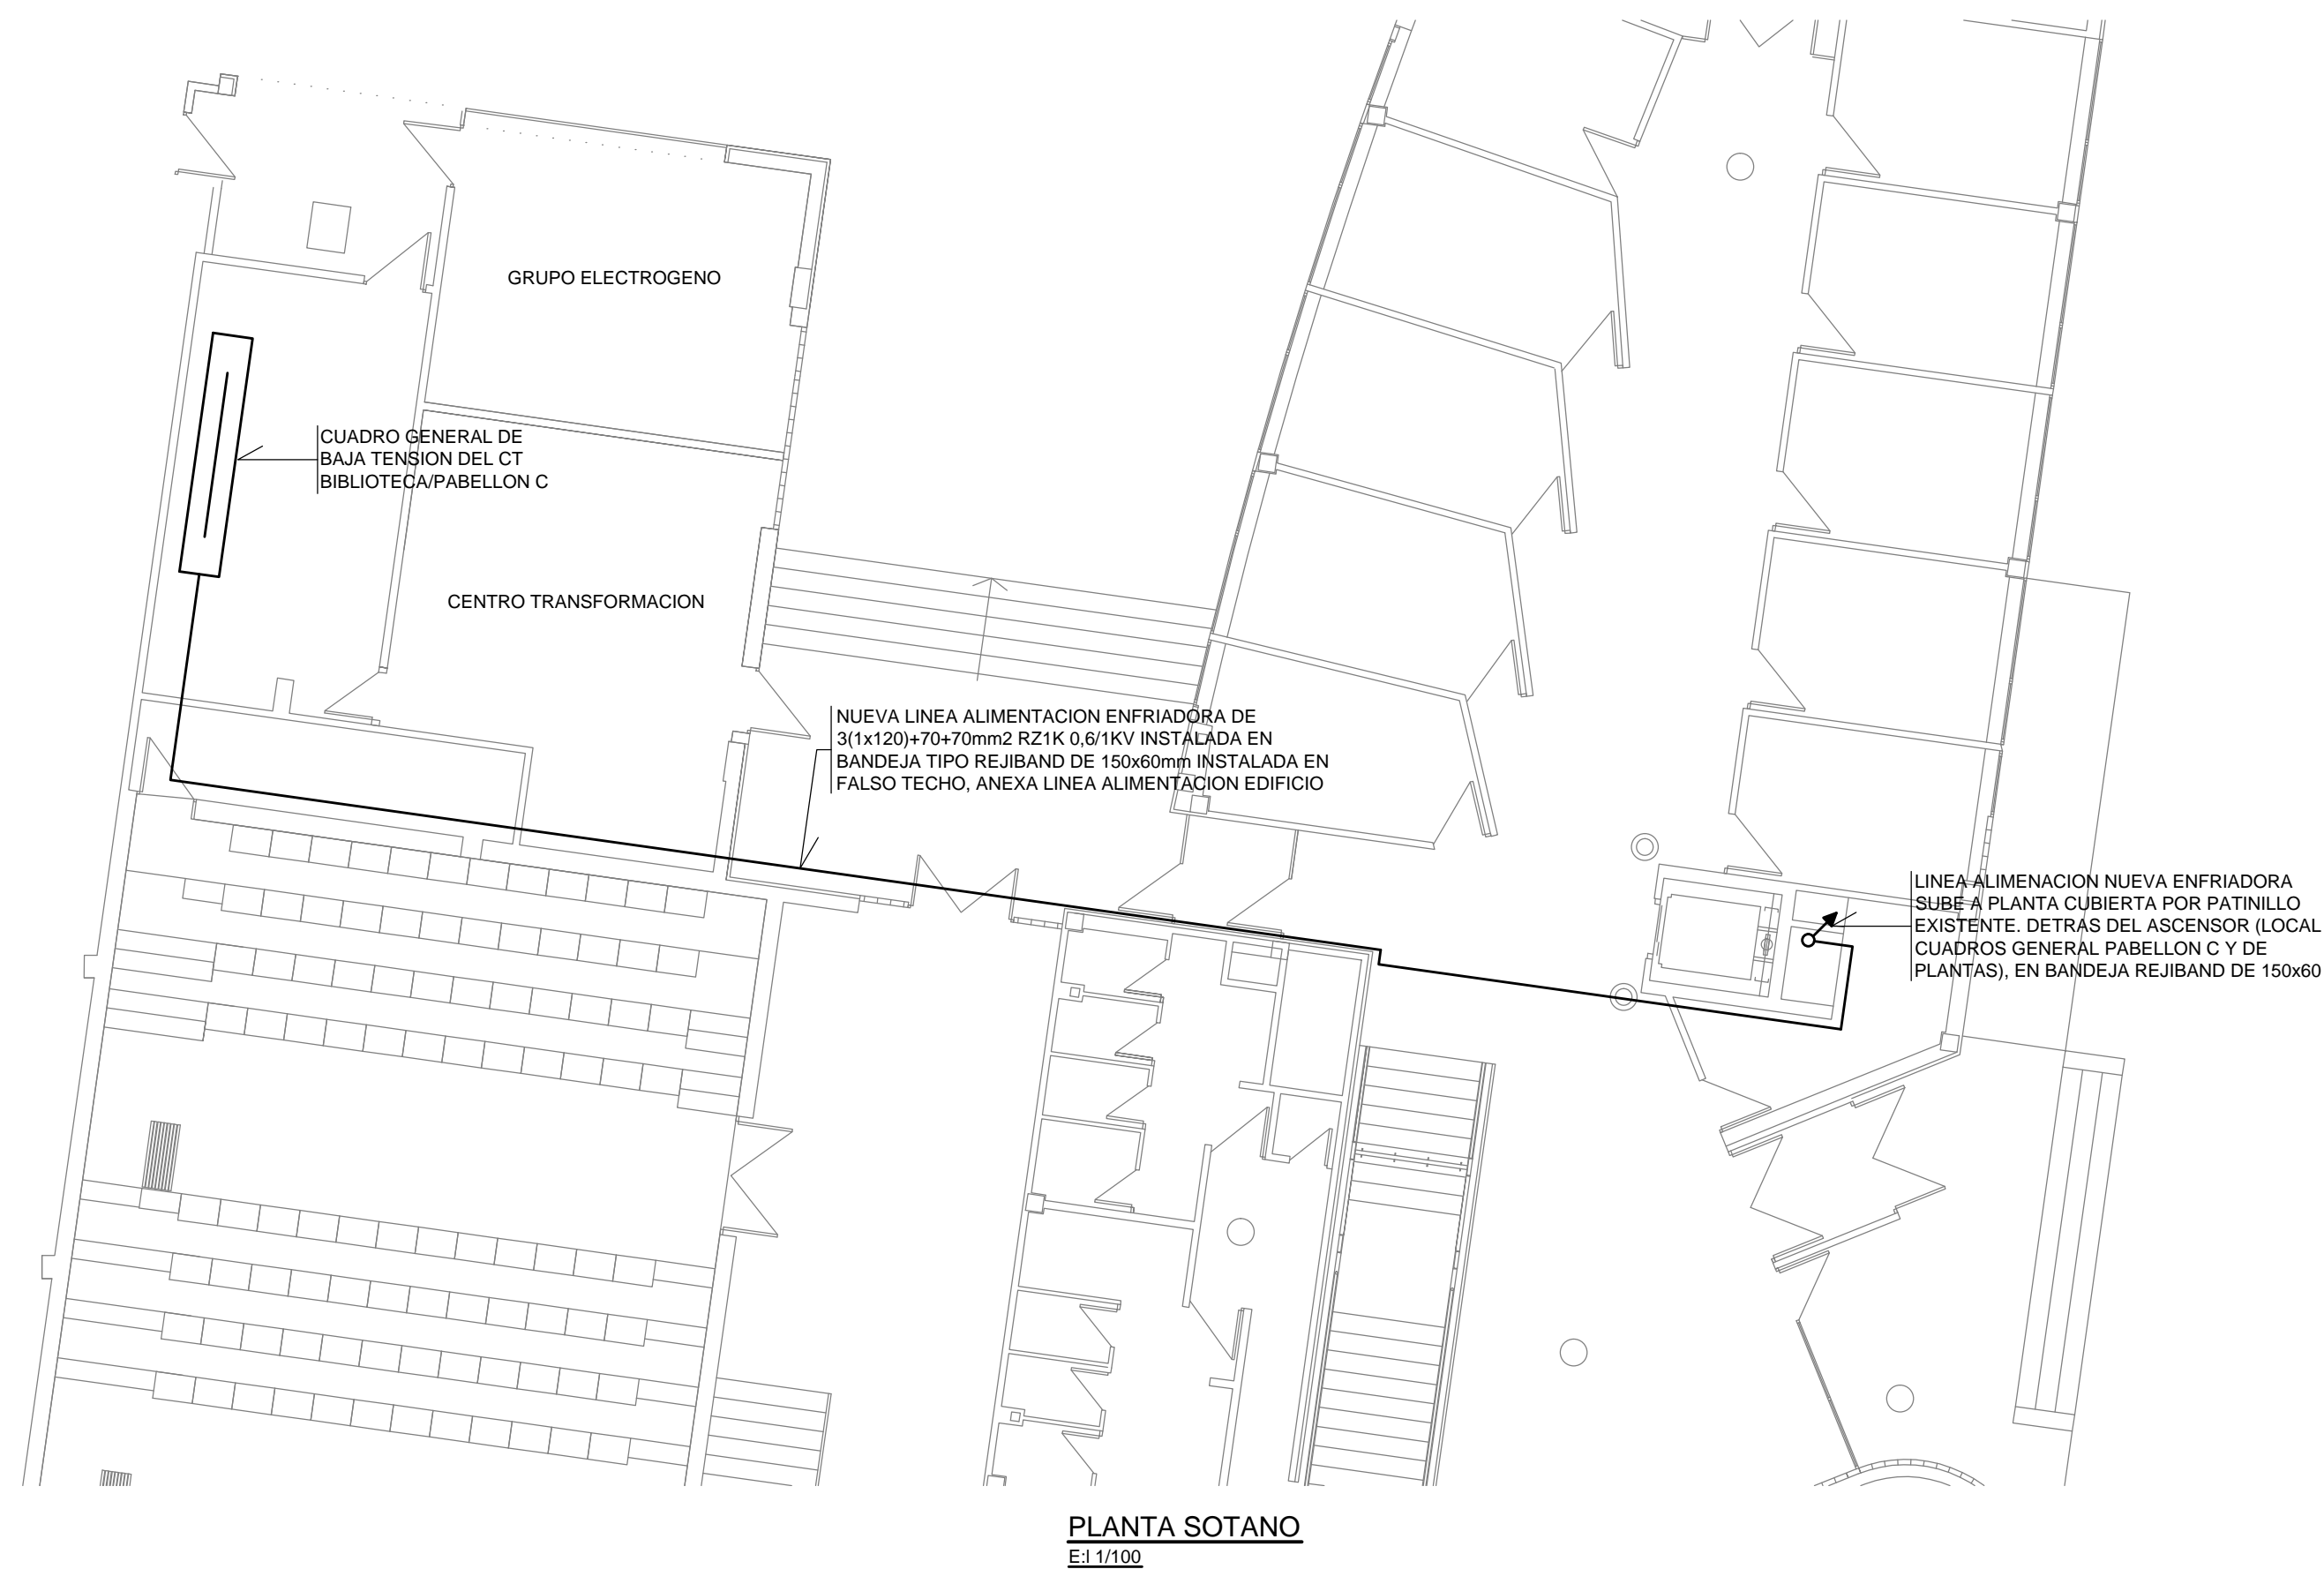 GRUPO ELECTROGENO
CUADRO GENERAL DE
BAJA TENSION DEL CT
BIBLIOTECA/PABELLON C
CENTRO TRANSFORMACION
NUEVA LINEA ALIMENTACION ENFRIADORA DE
3(1x120)+70+70mm2 RZ1K 0,6/1KV INSTALADA EN
BANDEJA TIPO REJIBAND DE 150x60mm INSTALADA EN
FALSO TECHO, ANEXA LINEA ALIMENTACION EDIFICIO
LINEA ALIMENACION NUEVA ENFRIADORA
SUBE A PLANTA CUBIERTA POR PATINILLO
EXISTENTE. DETRAS DEL ASCENSOR (LOCAL
CUADROS GENERAL PABELLON C Y DE
PLANTAS), EN BANDEJA REJIBAND DE 150x60
PLANTA SOTANO
E:I 1/100